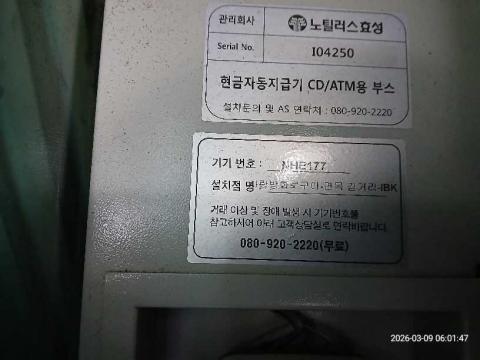 관리회사 노틸러스효성
Serial No. I04250
현금자동지급기 CD/ATM용 부스
설치문의 및 AS 연락처 : 080-920-2220
기기 번호 : NHE177
설치점 명
거래 이상 및 장애 발생 시 기기번호를
참고하시어 아래 고객상담실로 연락바랍니다.
080-920-2220(무료)
2026-03-09 06:01:47